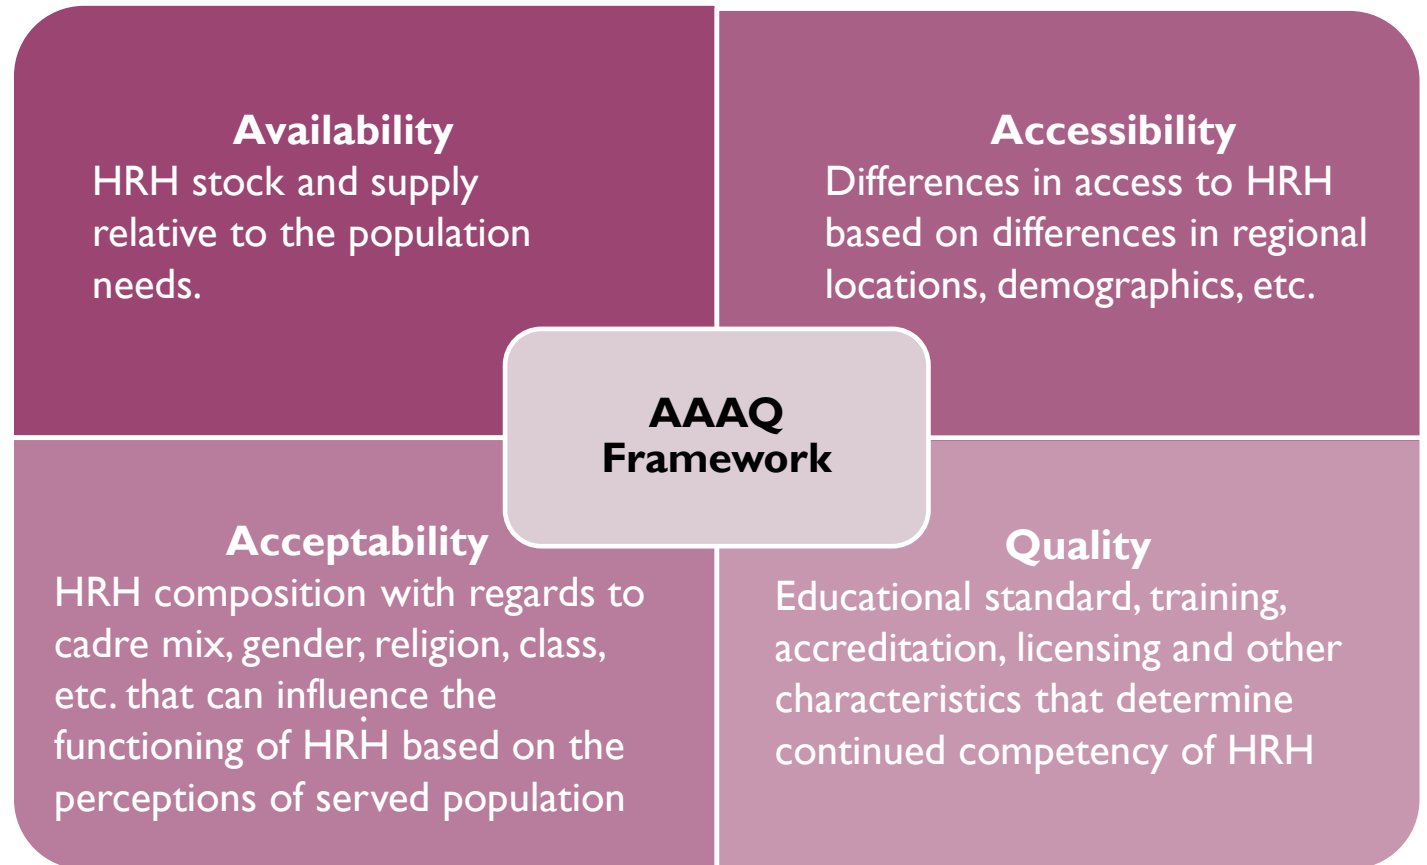 Availability
HRH stock and supply
relative to the population
needs.
Accessibility
Differences in access to HRH
based on differences in regional
locations, demographics, etc.
AAAQ
Framework
Acceptability
HRH composition with regards to
cadre mix, gender, religion, class,
etc. that can influence the
functioning of HRH based on the
perceptions of served population
Quality
Educational standard, training,
accreditation, licensing and other
characteristics that determine
continued competency of HRH